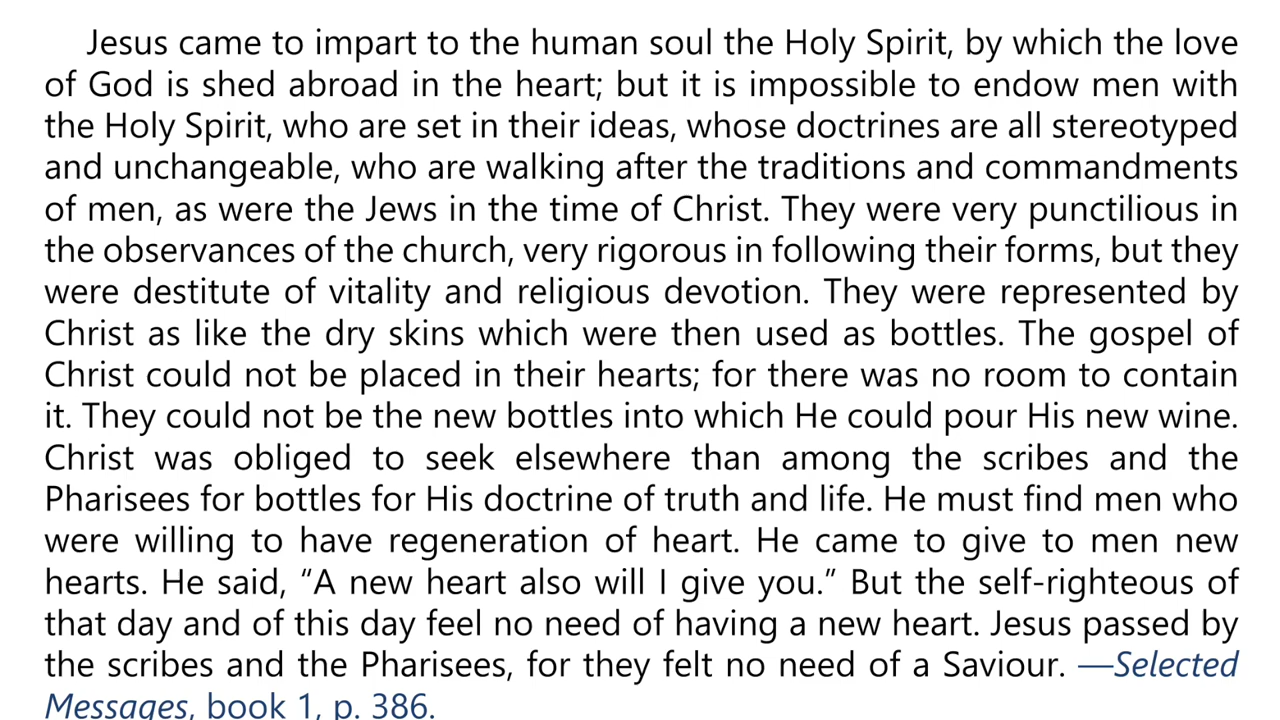 Jesus came to impart to the human soul the Holy Spirit, by which the love
of God is shed abroad in the heart; but it is impossible to endow men with
the Holy Spirit, who are set in their ideas, whose doctrines are all stereotyped
and unchangeable, who are walking after the traditions and commandments
of men, as were the Jews in the time of Christ. They were very punctilious in
the observances of the church, very rigorous in following their forms, but they
were destitute of vitality and religious devotion. They were represented by
Christ as like the dry skins which were then used as bottles. The gospel of
Christ could not be placed in their hearts; for there was no room to contain
it. They could not be the new bottles into which He could pour His new wine.
Christ was obliged to seek elsewhere than among the scribes and the
Pharisees for bottles for His doctrine of truth and life. He must find men who
were willing to have regeneration of heart. He came to give to men new
hearts. He said, “A new heart also will I give you.” But the self-righteous of
that day and of this day feel no need of having a new heart. Jesus passed by
the scribes and the Pharisees, for they felt no need of a Saviour. —Selected
Messages, book 1, p. 386.